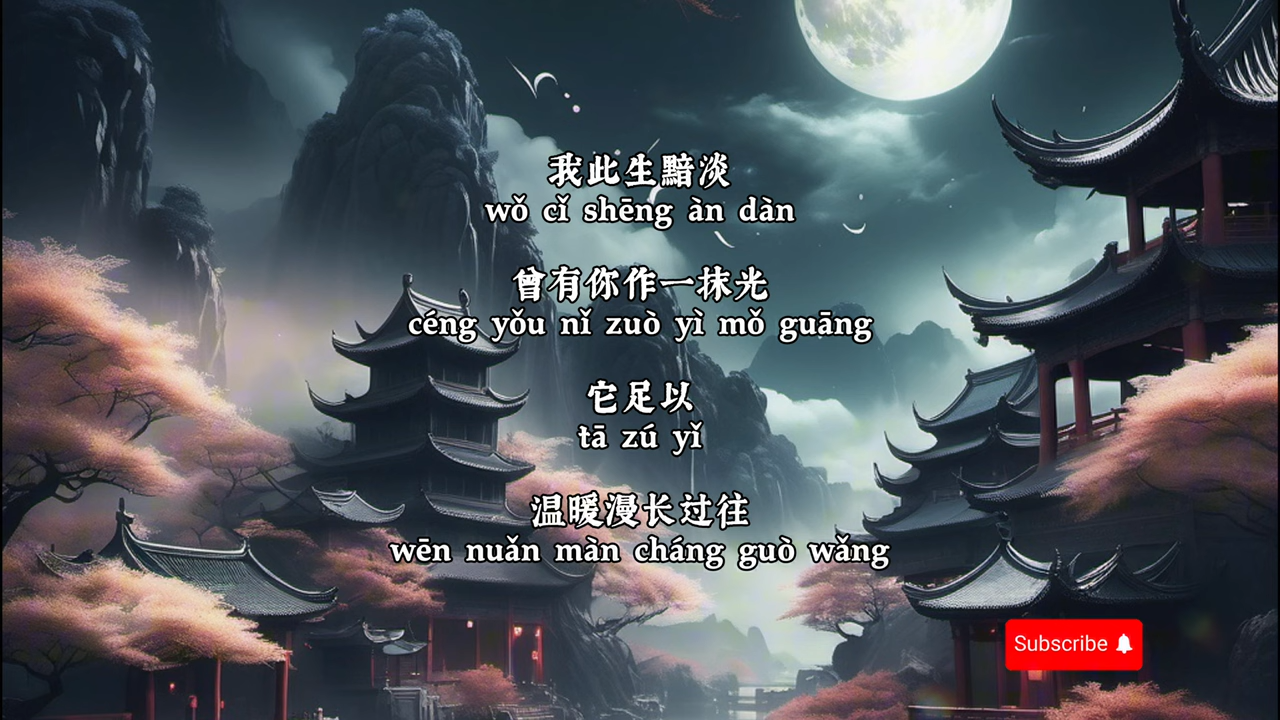 我此生黯淡
wǒ cǐ shēng àn dàn
曾有你作一抹光
céng yǒu nǐ zuò yì mǒ guāng
它足以
tā zú yǐ
温暖漫长过往
wēn nuǎn màn cháng guò wǎng
Subscribe